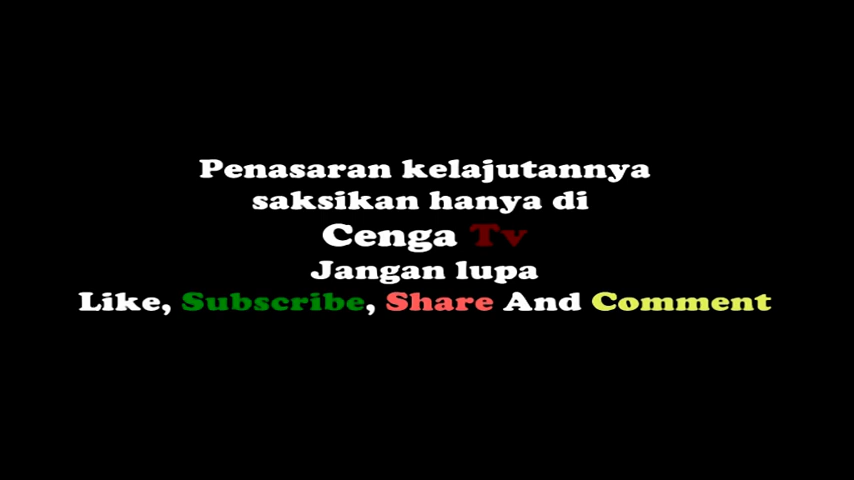 Penasaran kelajutannya
saksikan hanya di
Cenga Tv
Jangan lupa
Like, Subscribe, Share And Comment